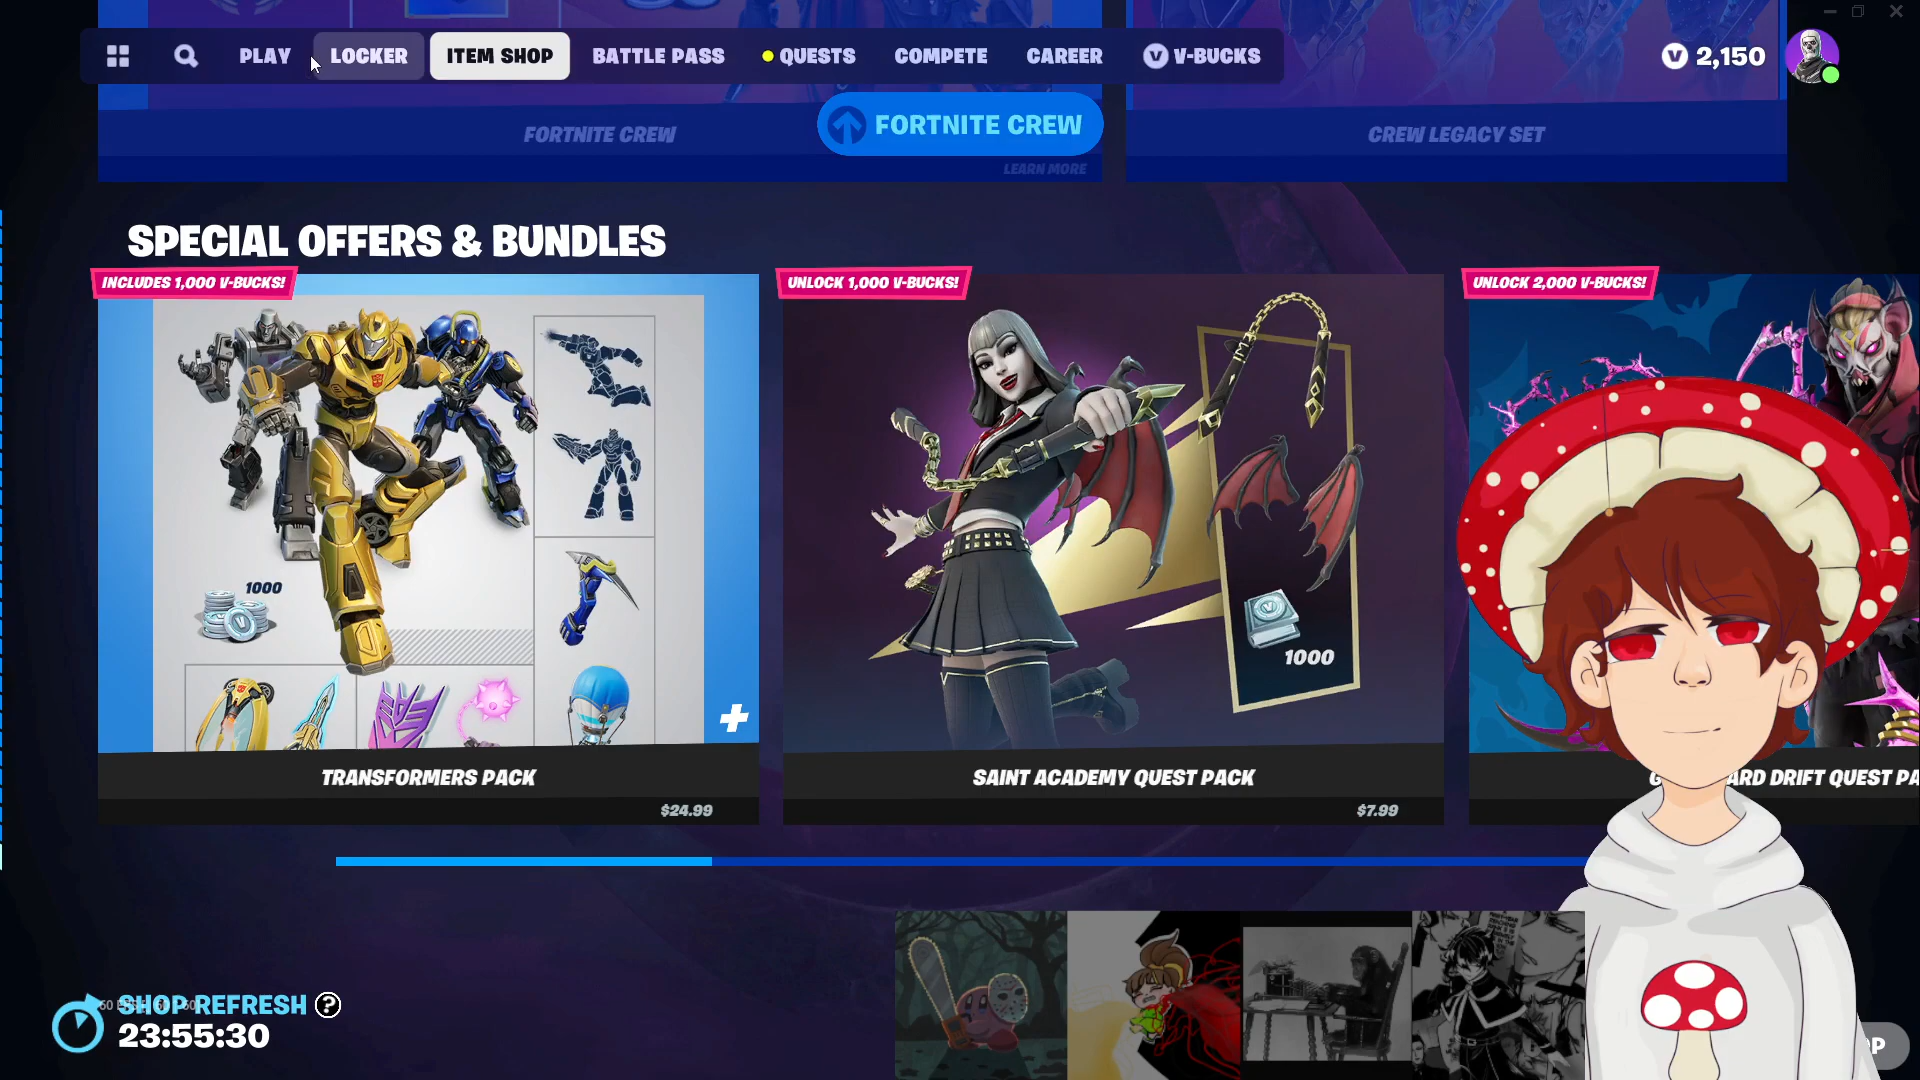 PLAY LOCKER ITEM SHOP BATTLE PASS QUESTS COMPETE CAREER V-BUCKS 2,150
FORTNITE CREW
FORTNITE CREW
CREW LEGACY SET
LEARN MORE
SPECIAL OFFERS & BUNDLES
INCLUDES 1,000 V-BUCKS!
1000
TRANSFORMERS PACK
$24.99
UNLOCK 1,000 V-BUCKS!
1000
SAINT ACADEMY QUEST PACK
$7.99
UNLOCK 2,000 V-BUCKS!
DRIFT QUEST
SHOP REFRESH ?
23:55:30